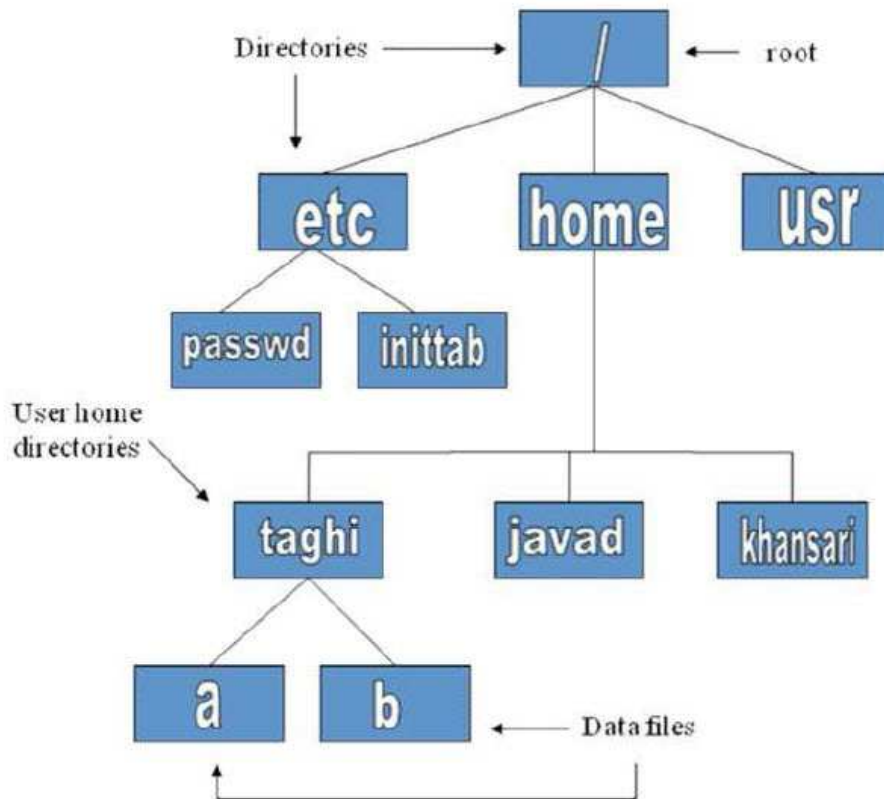 Directories
/
root
etc
home
usr
passwd
inittab
User home
directories
taghi
javad
khansari
a
b
Data files